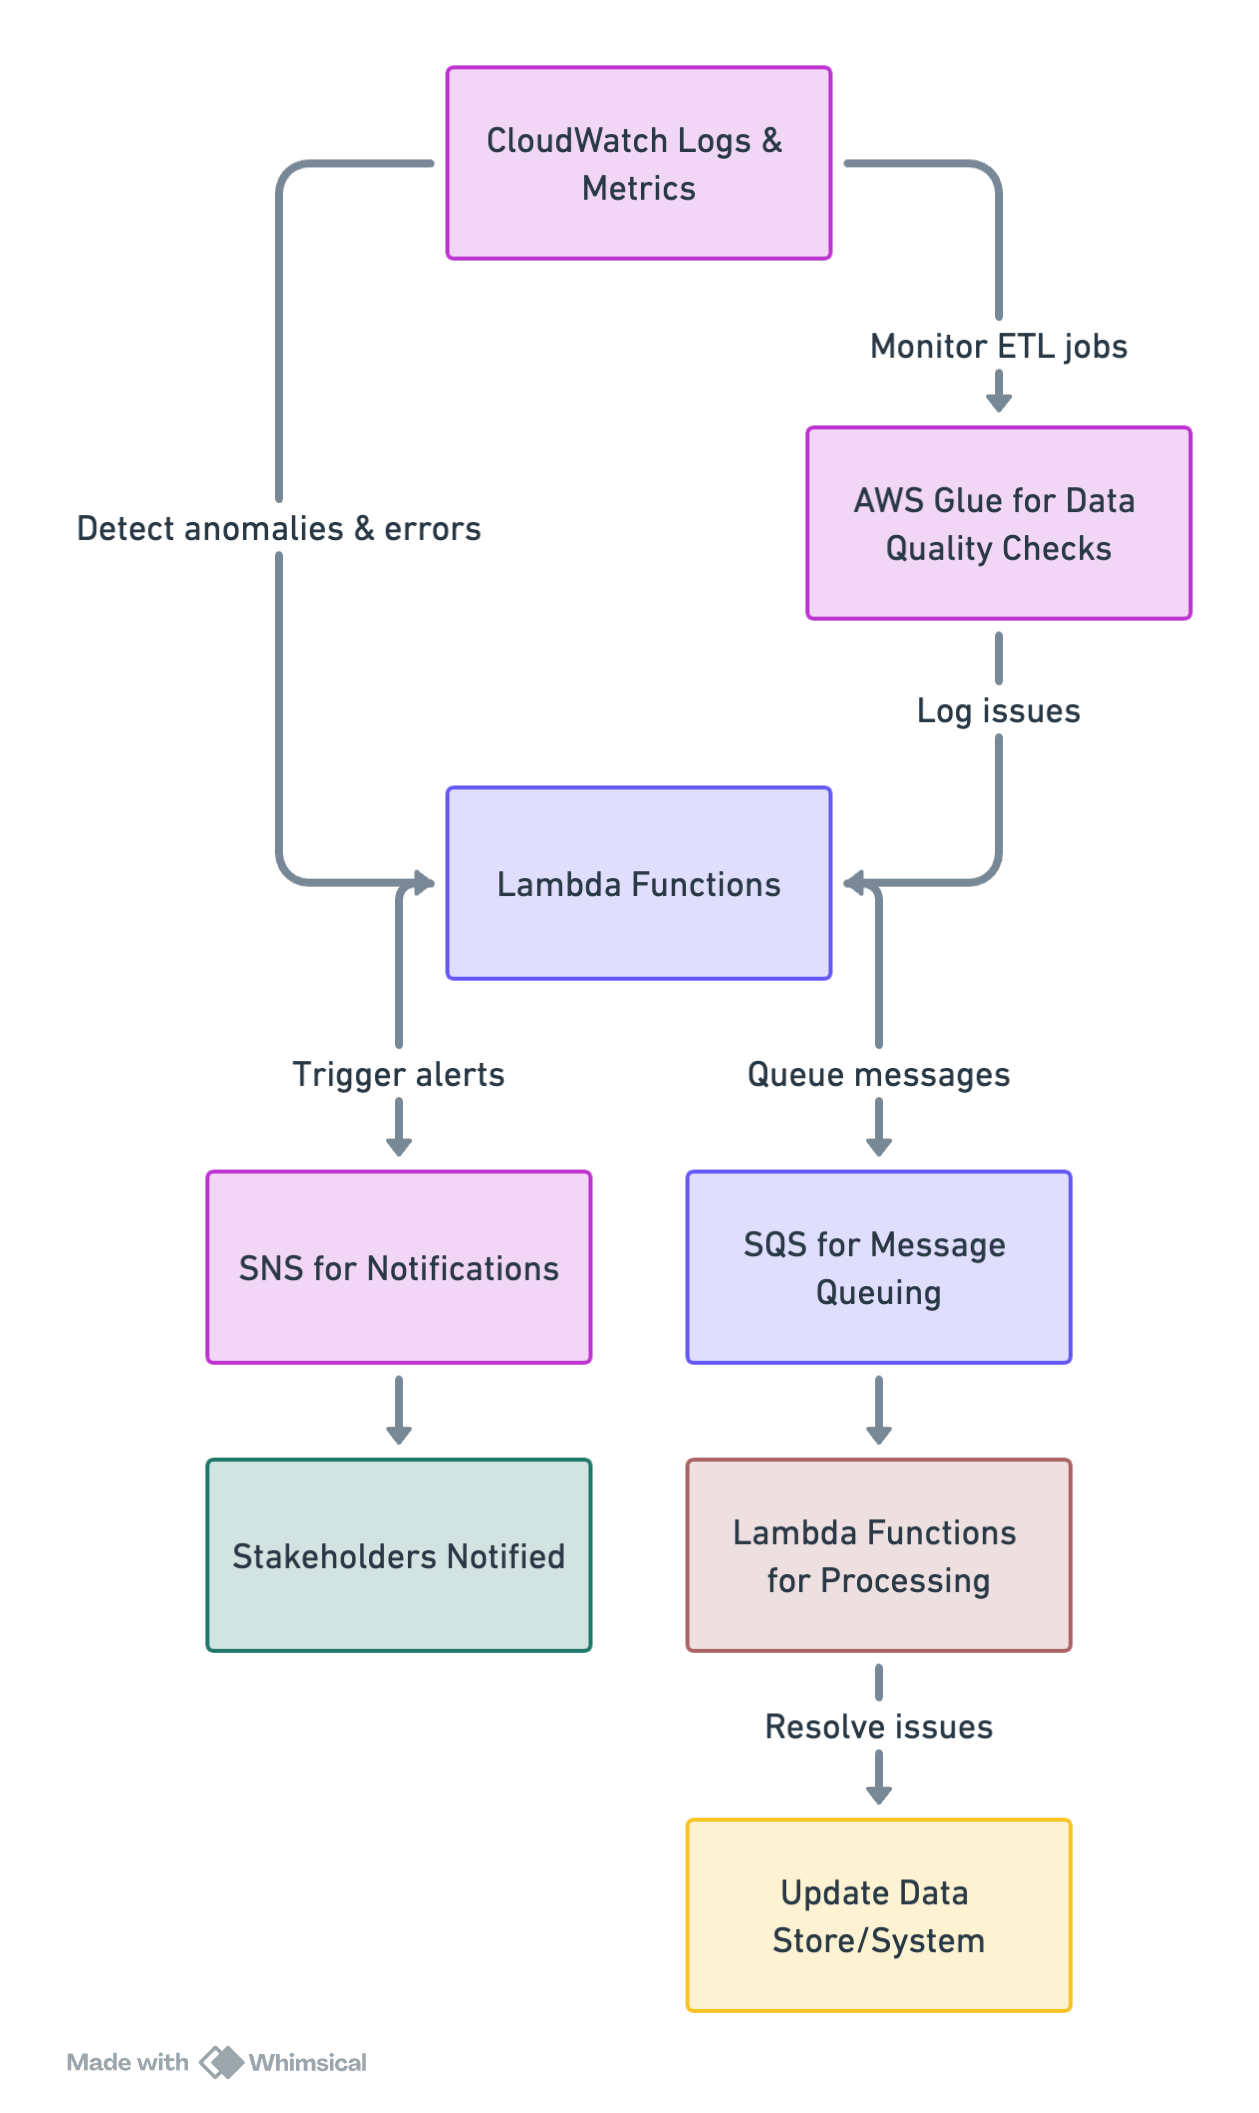 CloudWatch Logs &
Metrics
Monitor ETL jobs
AWS Glue for Data
Quality Checks
Detect anomalies & errors
Log issues
Lambda Functions
Trigger alerts
Queue messages
SNS for Notifications
SQS for Message
Queuing
Stakeholders Notified
Lambda Functions
for Processing
Resolve issues
Update Data
Store/System
Made with Whimsical